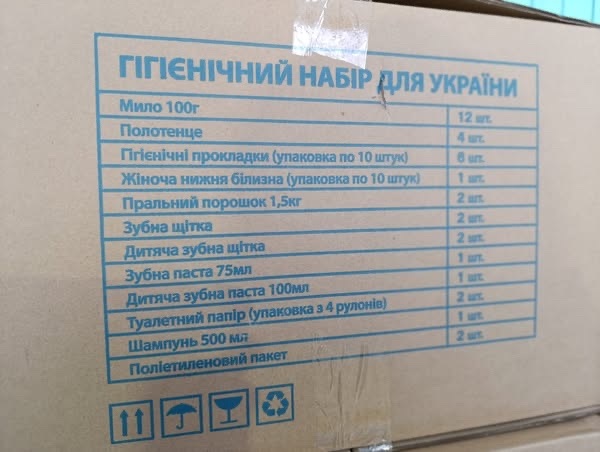 ГІГІЄНІЧНИЙ НАБІР ДЛЯ УКРАЇНИ
Мило 100г 12 шт.
Полотенце 4 шт.
Гігієнічні прокладки (упаковка по 10 штук) 6 шт.
Жіноча нижня білизна (упаковка по 10 штук) 1 шт.
Пральний порошок 1,5кг 2 шт.
Зубна щітка 2 шт.
Дитяча зубна щітка 2 шт.
Зубна паста 75мл 1 шт.
Дитяча зубна паста 100мл 1 шт.
Туалетний папір (упаковка з 4 рулонів) 2 шт.
Шампунь 500 мл 1 шт.
Поліетиленовий пакет 2 шт.